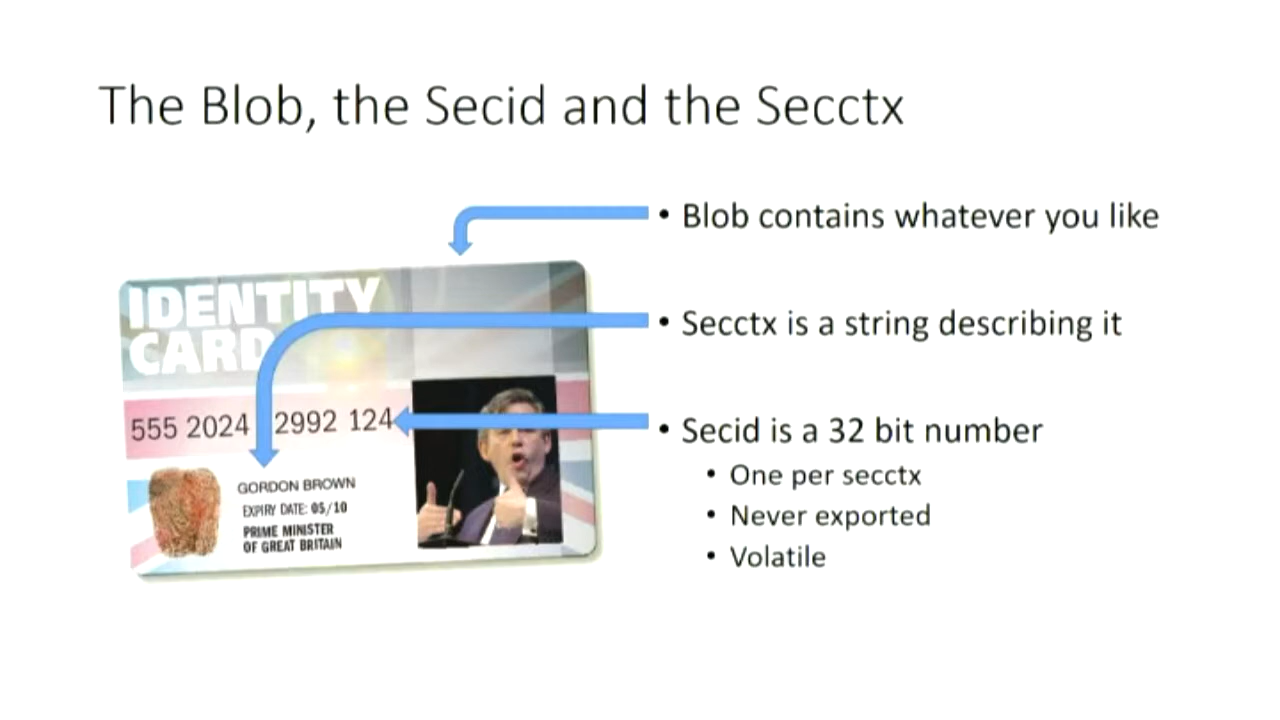 The Blob, the Secid and the Secctx
• Blob contains whatever you like
IDENTITY
CARD
• Secctx is a string describing it
555 2024 2992 124
• Secid is a 32 bit number
• One per secctx
• Never exported
• Volatile
GORDON BROWN
EXPIRY DATE: 05/10
PRIME MINISTER
OF GREAT BRITAIN